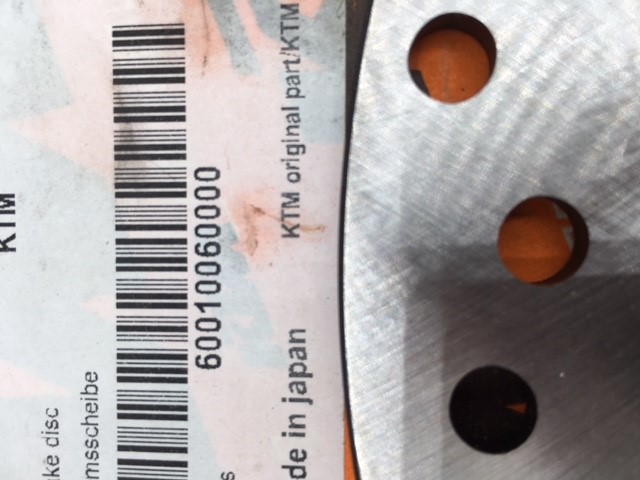 KTM
ke disc
msscheibe
60010060000
s
KTM original part/KTM
de in japan